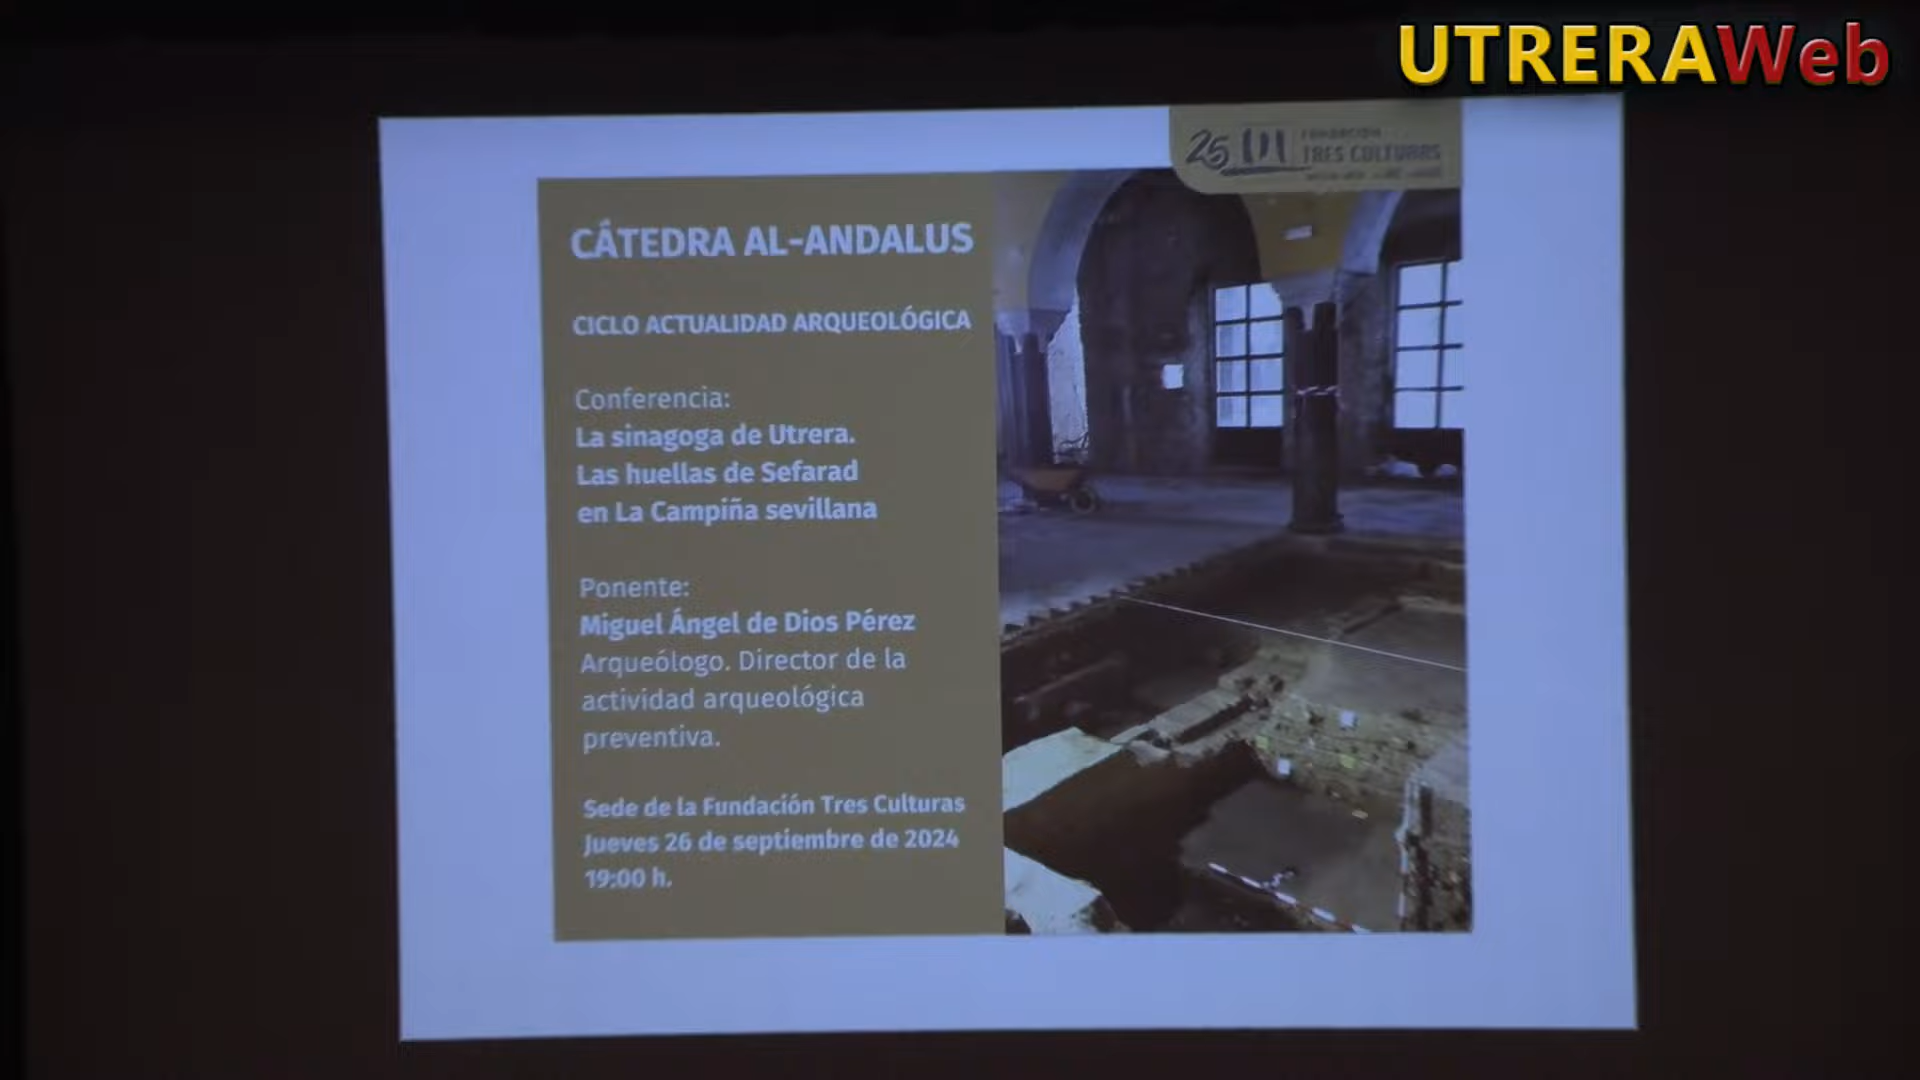 UTRERAWeb
25
FUNDACIÓN
TRES CULTURAS
CÁTEDRA AL-ANDALUS
CICLO ACTUALIDAD ARQUEOLÓGICA
Conferencia:
La sinagoga de Utrera.
Las huellas de Sefarad
en La Campiña sevillana
Ponente:
Miguel Ángel de Dios Pérez
Arqueólogo. Director de la
actividad arqueológica
preventiva.
Sede de la Fundación Tres Culturas
Jueves 26 de septiembre de 2024
19:00 h.